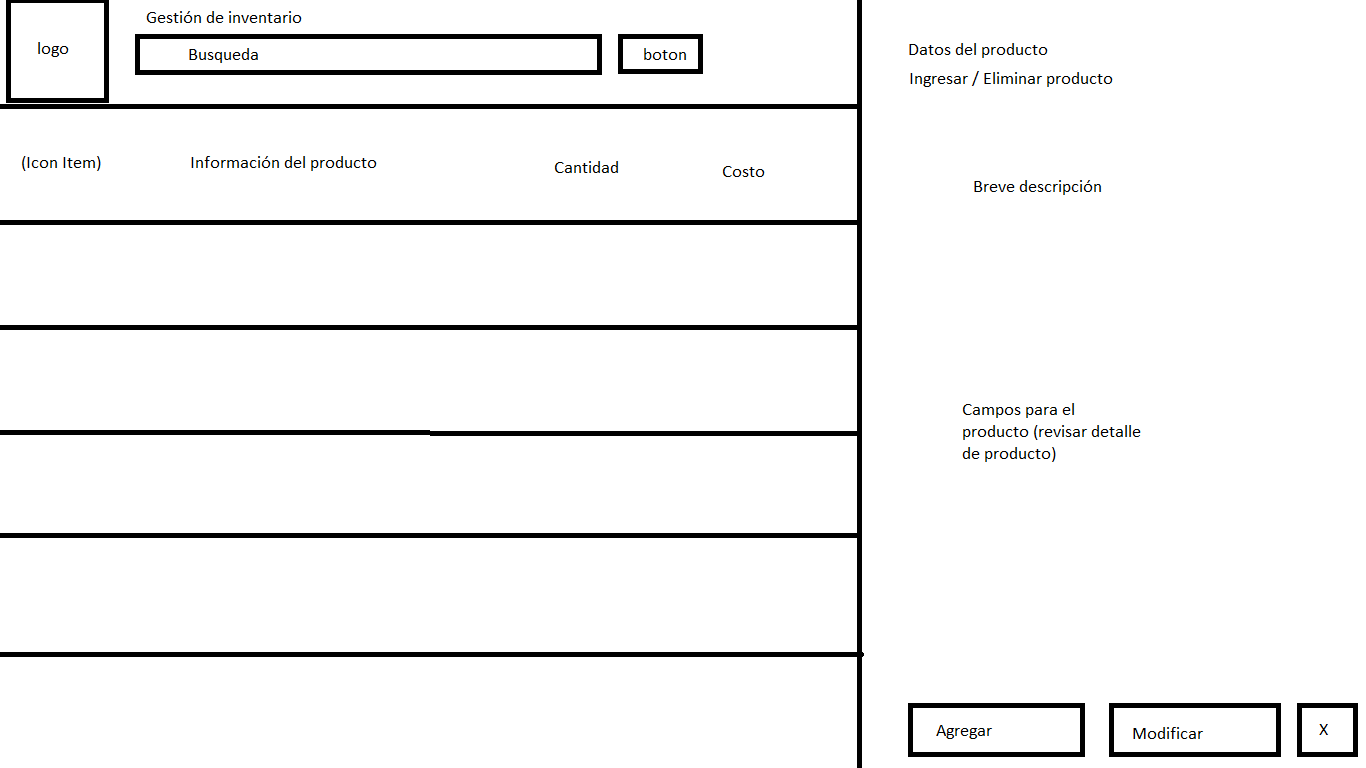 logo
Gestión de inventario
Busqueda
boton
(Icon Item)
Información del producto
Cantidad
Costo
Datos del producto
Ingresar / Eliminar producto
Breve descripción
Campos para el
producto (revisar detalle
de producto)
Agregar
Modificar
X